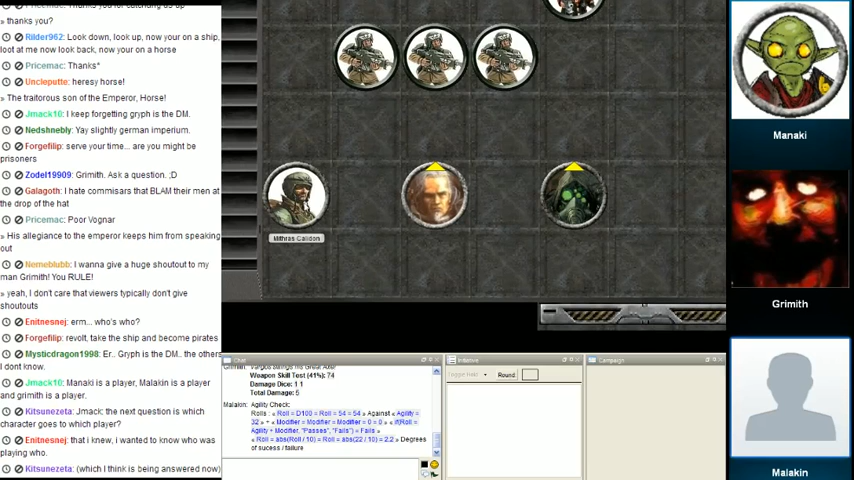 » thanks you?
Rilder962: Look down, look up, now your on a ship,
loot at me now look back, now your on a horse
Pricemac: Thanks*
Uncleputte: heresy horse!
» The traitorous son of the Emperor, Horse!
Jmack10: I keep forgetting gryph is the DM.
Nedshnebly: Yay slightly german imperium.
Forgefilip: serve your time... are you might be
prisoners
Zodel19909: Grimith. Ask a question. ;D
Galagoth: I hate commisars that BLAM their men at
the drop of the hat
Pricemac: Poor Vognar
» His allegiance to the emperor keeps him from speaking
out
Nemeblubb: I wanna give a huge shoutout to my
man Grimith! You RULE!
» yeah, I don't care that viewers typically don't give
shoutouts
Enitnesnej: erm... who's who?
Forgefilip: revolt, take the ship and become pirates
Mysticdragon1998: Er.. Gryph is the DM.. the others
I dont know.
Jmack10: Manaki is a player, Malakin is a player
and grimith is a player.
Kitsunezeta: Jmack: the next question is which
character goes to which player?
Enitnesnej: that i knew, i wanted to know who was
playing who.
Kitsunezeta: (which I think is being answered now)
Mithras Calidon
Chat
Weapon Skill Test (41%): 74
Damage Dice: 1 1
Total Damage: 5
Malakin: Agility Check:
Rolls : « Roll = D100 = Roll = 54 = 54 » Against « Agility =
32 » + « Modifier = Modifier = Modifier = 0 = 0 » « if(Roll =
Agility + Modifier, "Passes", "Fails") = Fails »
« Roll = abs(Roll / 10) = Roll = abs(22 / 10) = 2.2 » Degrees
of sucess / failure
Initiative
Round:
Campaign
Manaki
Grimith
Malakin